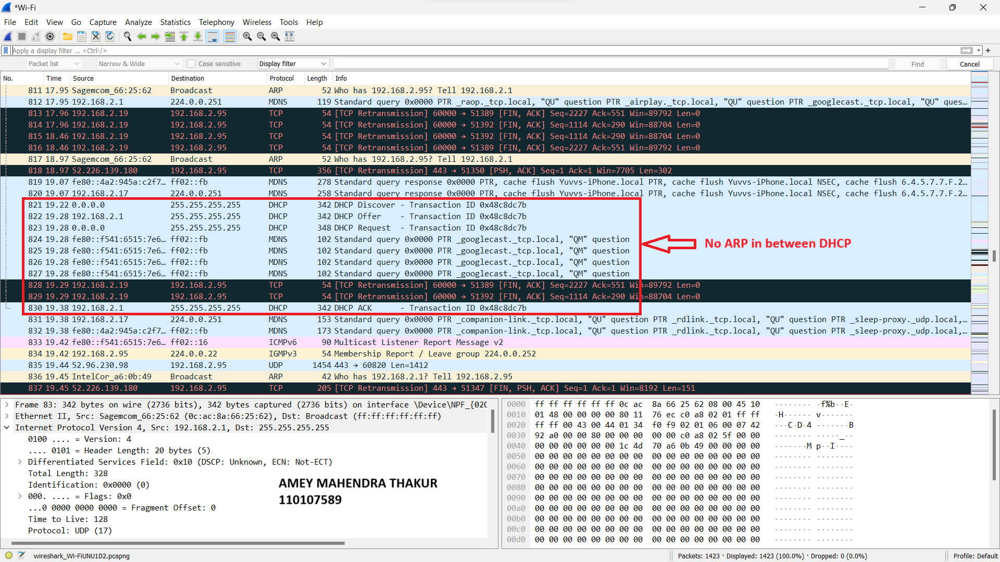 *Wi-Fi
File Edit View Go Capture Analyze Statistics Telephony Wireless Tools Help
Apply a display filter ... <Ctrl-/>
Packet list Narrow & Wide Case sensitive Display filter Find Cancel
No. Time Source Destination Protocol Length Info
811 17.95 Sagemcom_66:25:62 Broadcast ARP 52 Who has 192.168.2.95? Tell 192.168.2.1
812 17.95 192.168.2.1 224.0.0.251 MDNS 119 Standard query 0x0000 PTR _raop._tcp.local, "QU" question PTR _airplay._tcp.local, "QU" question PTR _googlecast._tcp.local, "QU" ques…
813 17.96 192.168.2.19 192.168.2.95 TCP 54 [TCP Retransmission] 60000 → 51389 [FIN, ACK] Seq=2227 Ack=551 Win=89792 Len=0
814 17.96 192.168.2.19 192.168.2.95 TCP 54 [TCP Retransmission] 60000 → 51392 [FIN, ACK] Seq=1114 Ack=290 Win=88704 Len=0
815 18.46 192.168.2.19 192.168.2.95 TCP 54 [TCP Retransmission] 60000 → 51392 [FIN, ACK] Seq=1114 Ack=290 Win=88704 Len=0
816 18.46 192.168.2.19 192.168.2.95 TCP 54 [TCP Retransmission] 60000 → 51389 [FIN, ACK] Seq=2227 Ack=551 Win=89792 Len=0
817 18.97 Sagemcom_66:25:62 Broadcast ARP 52 Who has 192.168.2.95? Tell 192.168.2.1
818 18.97 52.226.139.180 192.168.2.95 TCP 356 [TCP Retransmission] 443 → 51350 [PSH, ACK] Seq=1 Ack=1 Win=7705 Len=302
819 19.07 fe80::4a2:945a:c2f7… ff02::fb MDNS 278 Standard query response 0x0000 PTR, cache flush Yuvvs-iPhone.local PTR, cache flush Yuvvs-iPhone.local NSEC, cache flush 6.4.5.7.7.F.2…
820 19.07 192.168.2.17 224.0.0.251 MDNS 258 Standard query response 0x0000 PTR, cache flush Yuvvs-iPhone.local PTR, cache flush Yuvvs-iPhone.local NSEC, cache flush 6.4.5.7.7.F.2…
821 19.22 0.0.0.0 255.255.255.255 DHCP 342 DHCP Discover - Transaction ID 0x48c8dc7b
822 19.28 192.168.2.1 255.255.255.255 DHCP 342 DHCP Offer - Transaction ID 0x48c8dc7b
823 19.28 0.0.0.0 255.255.255.255 DHCP 348 DHCP Request - Transaction ID 0x48c8dc7b
824 19.28 fe80::f541:6515:7e6… ff02::fb MDNS 102 Standard query 0x0000 PTR _googlecast._tcp.local, "QM" question
No ARP in between DHCP
825 19.28 fe80::f541:6515:7e6… ff02::fb MDNS 102 Standard query 0x0000 PTR _googlecast._tcp.local, "QM" question
826 19.28 fe80::f541:6515:7e6… ff02::fb MDNS 102 Standard query 0x0000 PTR _googlecast._tcp.local, "QM" question
827 19.28 fe80::f541:6515:7e6… ff02::fb MDNS 102 Standard query 0x0000 PTR _googlecast._tcp.local, "QM" question
828 19.29 192.168.2.19 192.168.2.95 TCP 54 [TCP Retransmission] 60000 → 51389 [FIN, ACK] Seq=2227 Ack=551 Win=89792 Len=0
829 19.29 192.168.2.19 192.168.2.95 TCP 54 [TCP Retransmission] 60000 → 51392 [FIN, ACK] Seq=1114 Ack=290 Win=88704 Len=0
830 19.38 192.168.2.1 255.255.255.255 DHCP 342 DHCP ACK - Transaction ID 0x48c8dc7b
831 19.38 192.168.2.17 224.0.0.251 MDNS 153 Standard query 0x0000 PTR _companion-link._tcp.local, "QU" question PTR _rdlink._tcp.local, "QU" question PTR _sleep-proxy._udp.local,…
832 19.38 fe80::4a2:945a:c2f7… ff02::fb MDNS 173 Standard query 0x0000 PTR _companion-link._tcp.local, "QU" question PTR _rdlink._tcp.local, "QU" question PTR _sleep-proxy._udp.local,…
833 19.42 fe80::f541:6515:7e6… ff02::16 ICMPv6 90 Multicast Listener Report Message v2
834 19.42 192.168.2.95 224.0.0.22 IGMPv3 54 Membership Report / Leave group 224.0.0.252
835 19.44 52.96.230.98 192.168.2.95 UDP 1454 443 → 60820 Len=1412
836 19.45 IntelCor_a6:0b:49 Broadcast ARP 42 Who has 192.168.2.1? Tell 192.168.2.95
837 19.45 52.226.139.180 192.168.2.95 TCP 205 [TCP Retransmission] 443 → 51347 [FIN, PSH, ACK] Seq=1 Ack=1 Win=8192 Len=151
Frame 83: 342 bytes on wire (2736 bits), 342 bytes captured (2736 bits) on interface \Device\NPF_{02C
Ethernet II, Src: Sagemcom_66:25:62 (0c:ac:8a:66:25:62), Dst: Broadcast (ff:ff:ff:ff:ff:ff)
Internet Protocol Version 4, Src: 192.168.2.1, Dst: 255.255.255.255
0100 .... = Version: 4
.... 0101 = Header Length: 20 bytes (5)
Differentiated Services Field: 0x10 (DSCP: Unknown, ECN: Not-ECT)
Total Length: 328
Identification: 0x0000 (0)
000. .... = Flags: 0x0
...0 0000 0000 0000 = Fragment Offset: 0
Time to Live: 128
Protocol: UDP (17)
AMEY MAHENDRA THAKUR
110107589
0000 ff ff ff ff ff ff 0c ac 8a 66 25 62 08 00 45 10 ········ ·f%b··E·
0010 01 48 00 00 00 00 80 11 76 ec c0 a8 02 01 ff ff ·H······ v·······
0020 ff ff 00 43 00 44 01 34 f0 f9 02 01 06 00 07 42 ···C·D·4 ·······B
0030 92 a0 00 00 80 00 00 00 00 00 c0 a8 02 5f 00 00 ········ ·····_··
0040 00 00 00 00 00 00 1c 4d 70 a6 0b 49 00 00 00 00 ·······M p··I····
0050 00 00 00 00 00 00 00 00 00 00 00 00 00 00 00 00 ········ ········
0060 00 00 00 00 00 00 00 00 00 00 00 00 00 00 00 00 ········ ········
0070 00 00 00 00 00 00 00 00 00 00 00 00 00 00 00 00 ········ ········
0080 00 00 00 00 00 00 00 00 00 00 00 00 00 00 00 00 ········ ········
0090 00 00 00 00 00 00 00 00 00 00 00 00 00 00 00 00 ········ ········
00a0 00 00 00 00 00 00 00 00 00 00 00 00 00 00 00 00 ········ ········
00b0 00 00 00 00 00 00 00 00 00 00 00 00 00 00 00 00 ········ ········
00c0 00 00 00 00 00 00 00 00 00 00 00 00 00 00 00 00 ········ ········
00d0 00 00 00 00 00 00 00 00 00 00 00 00 00 00 00 00 ········ ········
wireshark_Wi-FiUNU1D2.pcapng Packets: 1423 · Displayed: 1423 (100.0%) · Dropped: 0 (0.0%) Profile: Default